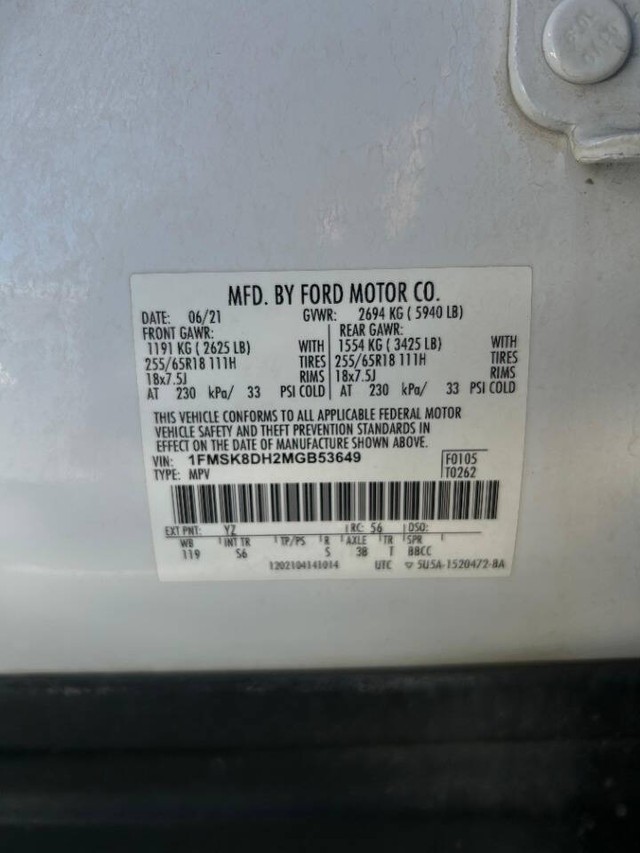 MFD. BY FORD MOTOR CO.
DATE: 06/21 GVWR: 2694 KG ( 5940 LB)
FRONT GAWR: REAR GAWR:
1191 KG ( 2625 LB) WITH 1554 KG ( 3425 LB) WITH
255/65R18 111H TIRES 255/65R18 111H TIRES
18x7.5J RIMS 18x7.5J RIMS
AT 230 kPa/ 33 PSI COLD AT 230 kPa/ 33 PSI COLD
THIS VEHICLE CONFORMS TO ALL APPLICABLE FEDERAL MOTOR
VEHICLE SAFETY AND THEFT PREVENTION STANDARDS IN
EFFECT ON THE DATE OF MANUFACTURE SHOWN ABOVE.
VIN: 1FMSK8DH2MGB53649 F0105
TYPE: MPV T0262
EXT PNT: YZ RC: 56 DSO:
WB INT TR TP/PS R AXLE TR SPR
119 S6 S 3B T BBCC
1202104141014 UTC 5U5A-1520472-BA